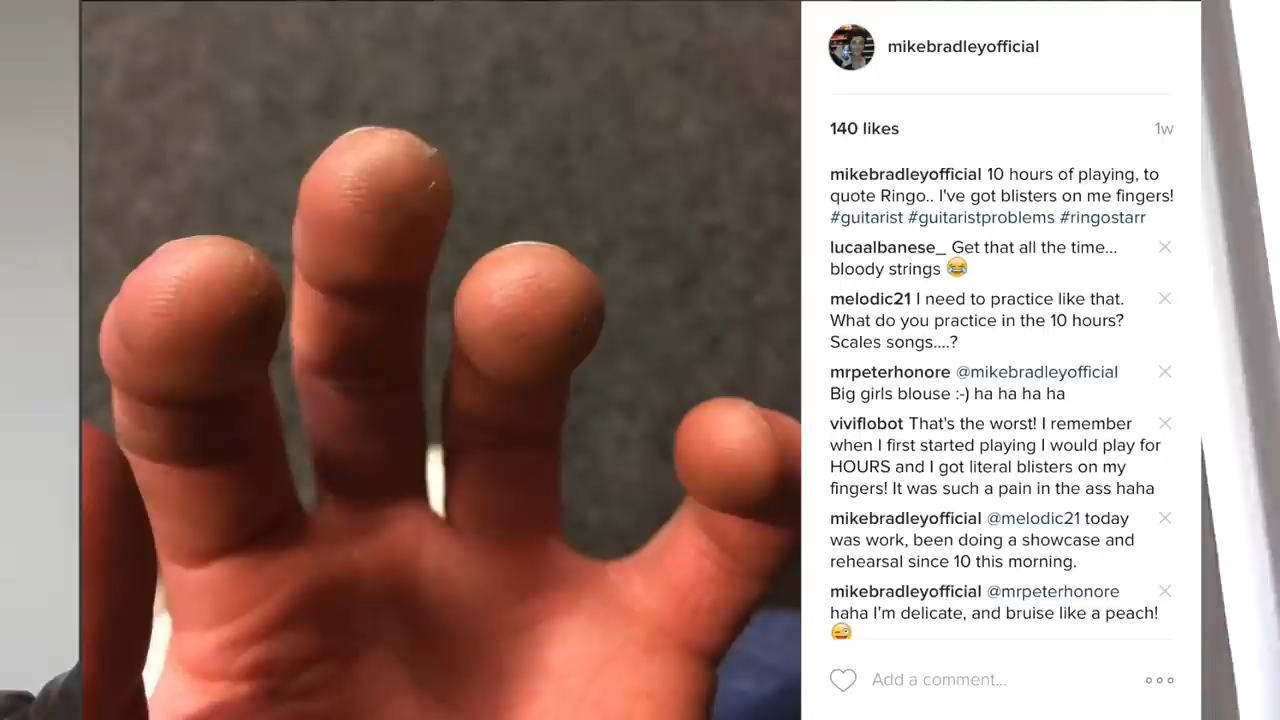 mikebradleyofficial
140 likes
1w
mikebradleyofficial 10 hours of playing, to
quote Ringo.. I've got blisters on me fingers!
#guitarist #guitaristproblems #ringostarr
lucaalbanese_ Get that all the time...
bloody strings 😂
melodic21 I need to practice like that.
What do you practice in the 10 hours?
Scales songs....?
mrpeterhonore @mikebradleyofficial
Big girls blouse :-) ha ha ha ha
viviflobot That's the worst! I remember
when I first started playing I would play for
HOURS and I got literal blisters on my
fingers! It was such a pain in the ass haha
mikebradleyofficial @melodic21 today
was work, been doing a showcase and
rehearsal since 10 this morning.
mikebradleyofficial @mrpeterhonore
haha I'm delicate, and bruise like a peach!
😜
Add a comment...